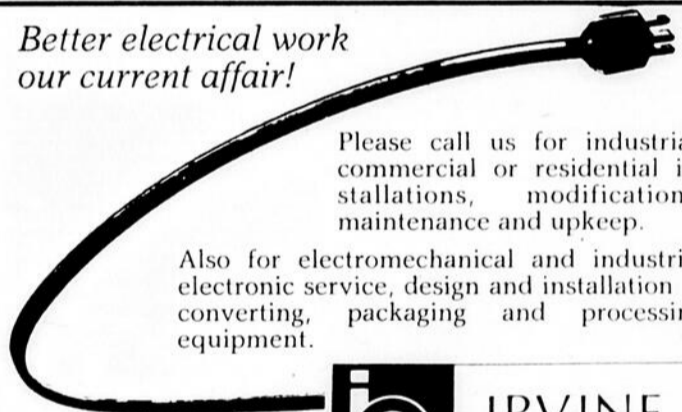 Better electrical work
our current affair!
Please call us for industria
commercial or residential i
stallations, modification
maintenance and upkeep.
Also for electromechanical and industri
electronic service, design and installation
converting, packaging and processin
equipment.
IRVINE